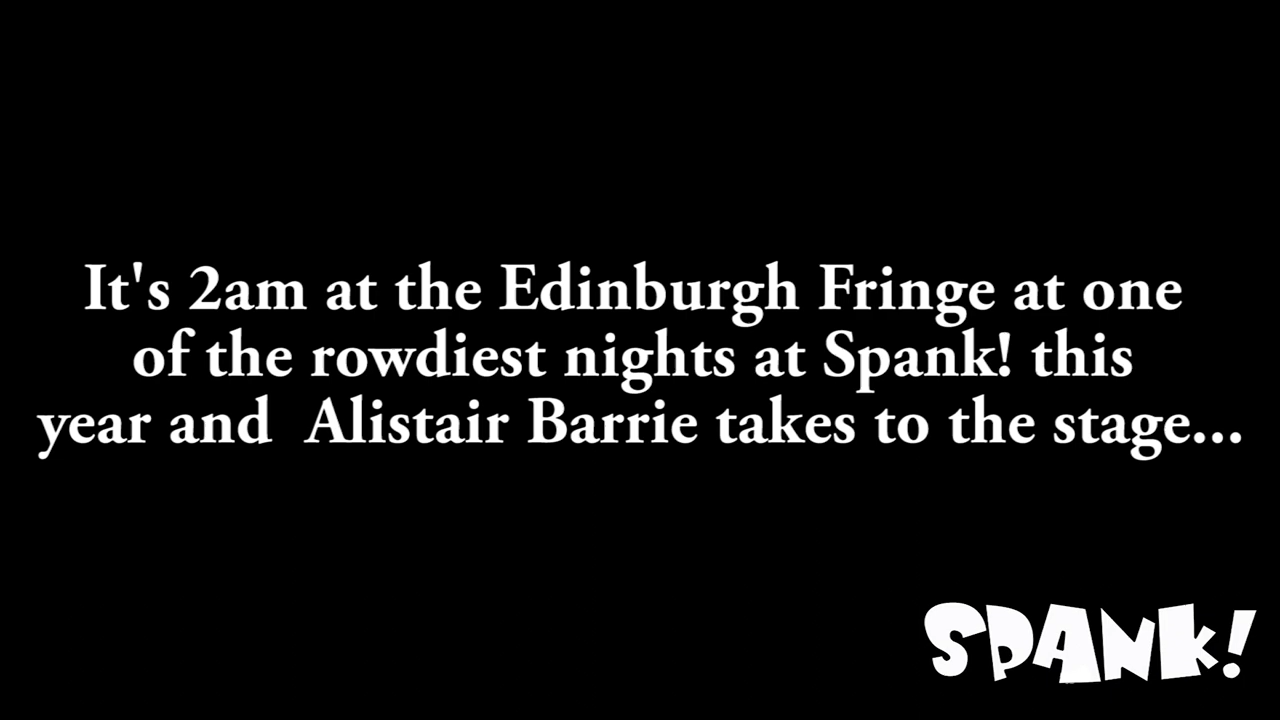 It's 2am at the Edinburgh Fringe at one
of the rowdiest nights at Spank! this
year and  Alistair Barrie takes to the stage...
SPANK!